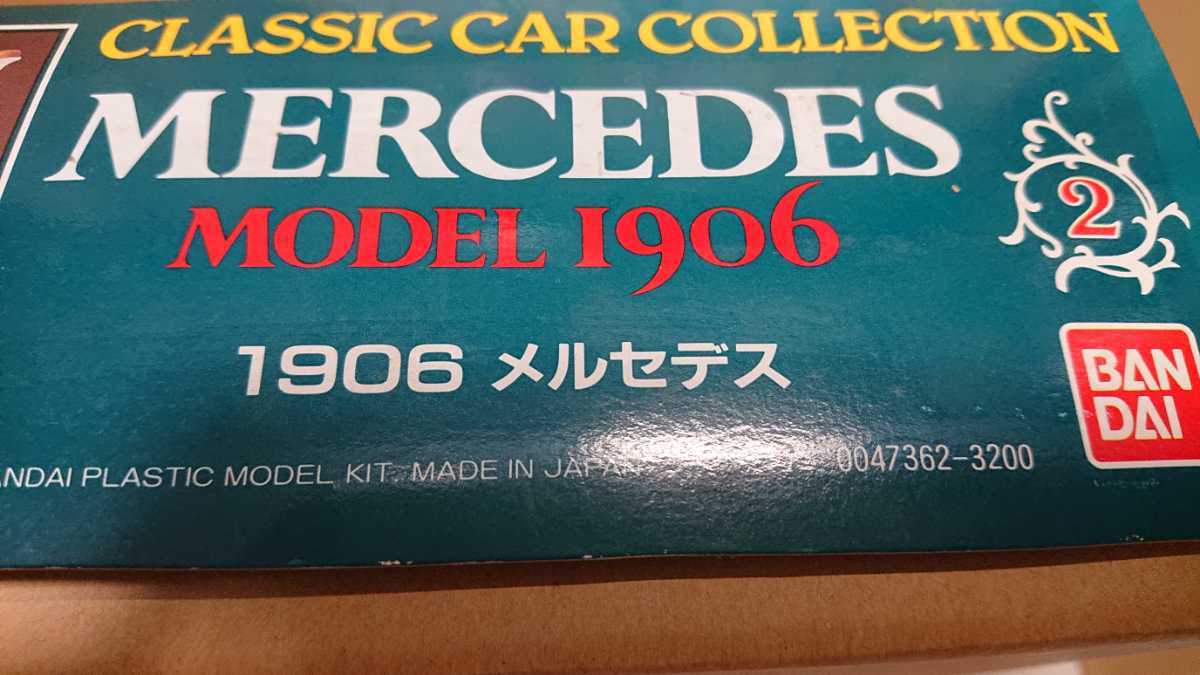 CLASSIC CAR COLLECTION
MERCEDES
MODEL 1906
2
1906 メルセデス
BAN
DAI
ANDAI PLASTIC MODEL KIT. MADE IN JAPAN
0047362-3200